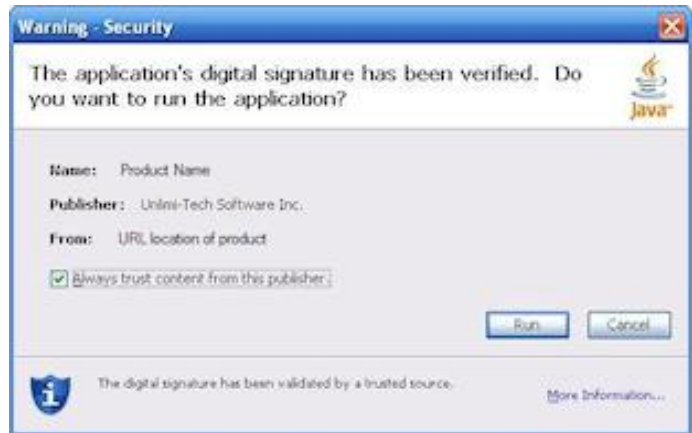 Warning - Security
The application's digital signature has been verified. Do
you want to run the application?
Java
Name: Product Name
Publisher: Unlimi-Tech Software Inc.
From: URL location of product
Always trust content from this publisher.
Run Cancel
The digital signature has been validated by a trusted source.
More Information...